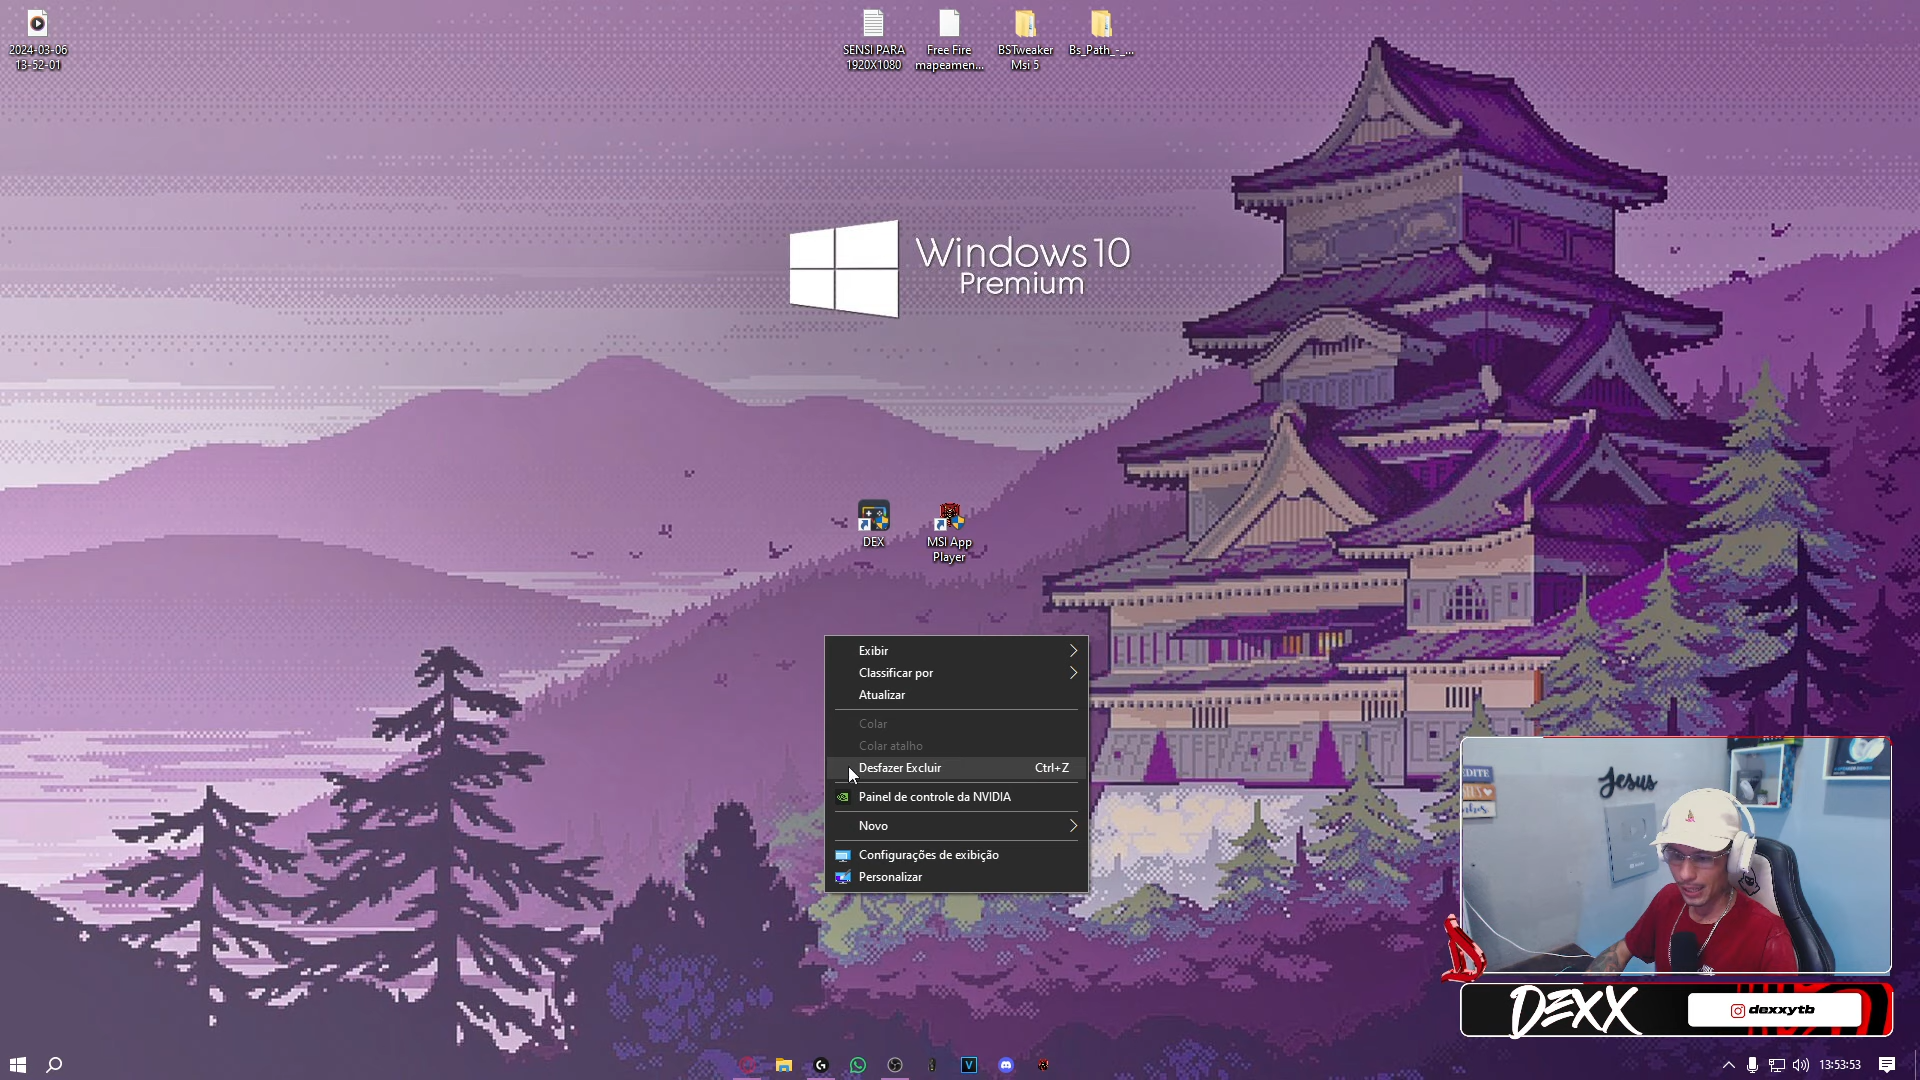 2024-03-06
13-52-01
SENSI PARA
1920X1080
Free Fire
mapeamen...
BSTweaker
Msi 5
Bs_Path_-_...
Windows10
Premium
DEX
MSI App
Player
Exibir
Classificar por
Atualizar
Colar
Colar atalho
Desfazer Excluir Ctrl+Z
Painel de controle da NVIDIA
Novo
Configurações de exibição
Personalizar
Jesus
DEXX
dexxytb
13:53:53